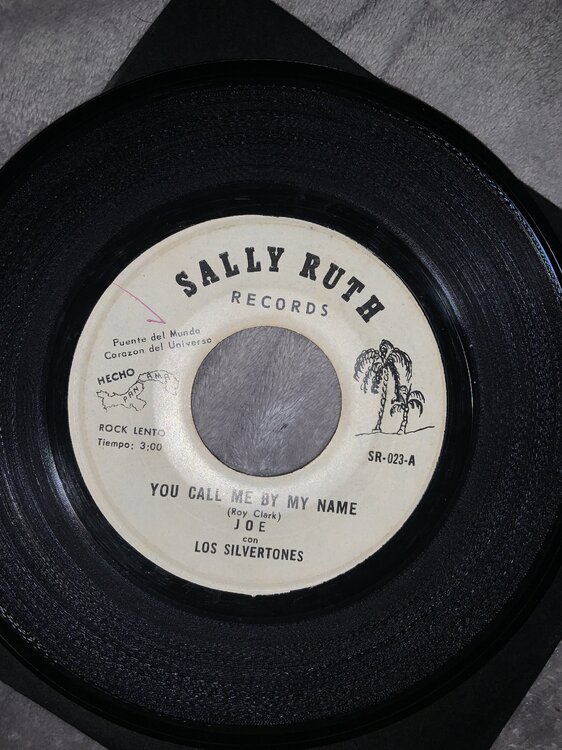 SALLY RUTH
RECORDS
Puente del Mundo
Corazon del Universo
HECHO
PANAMA
ROCK LENTO
Tiempo: 3;00
SR-023-A
YOU CALL ME BY MY NAME
(Roy Clark)
JOE
con
LOS SILVERTONES